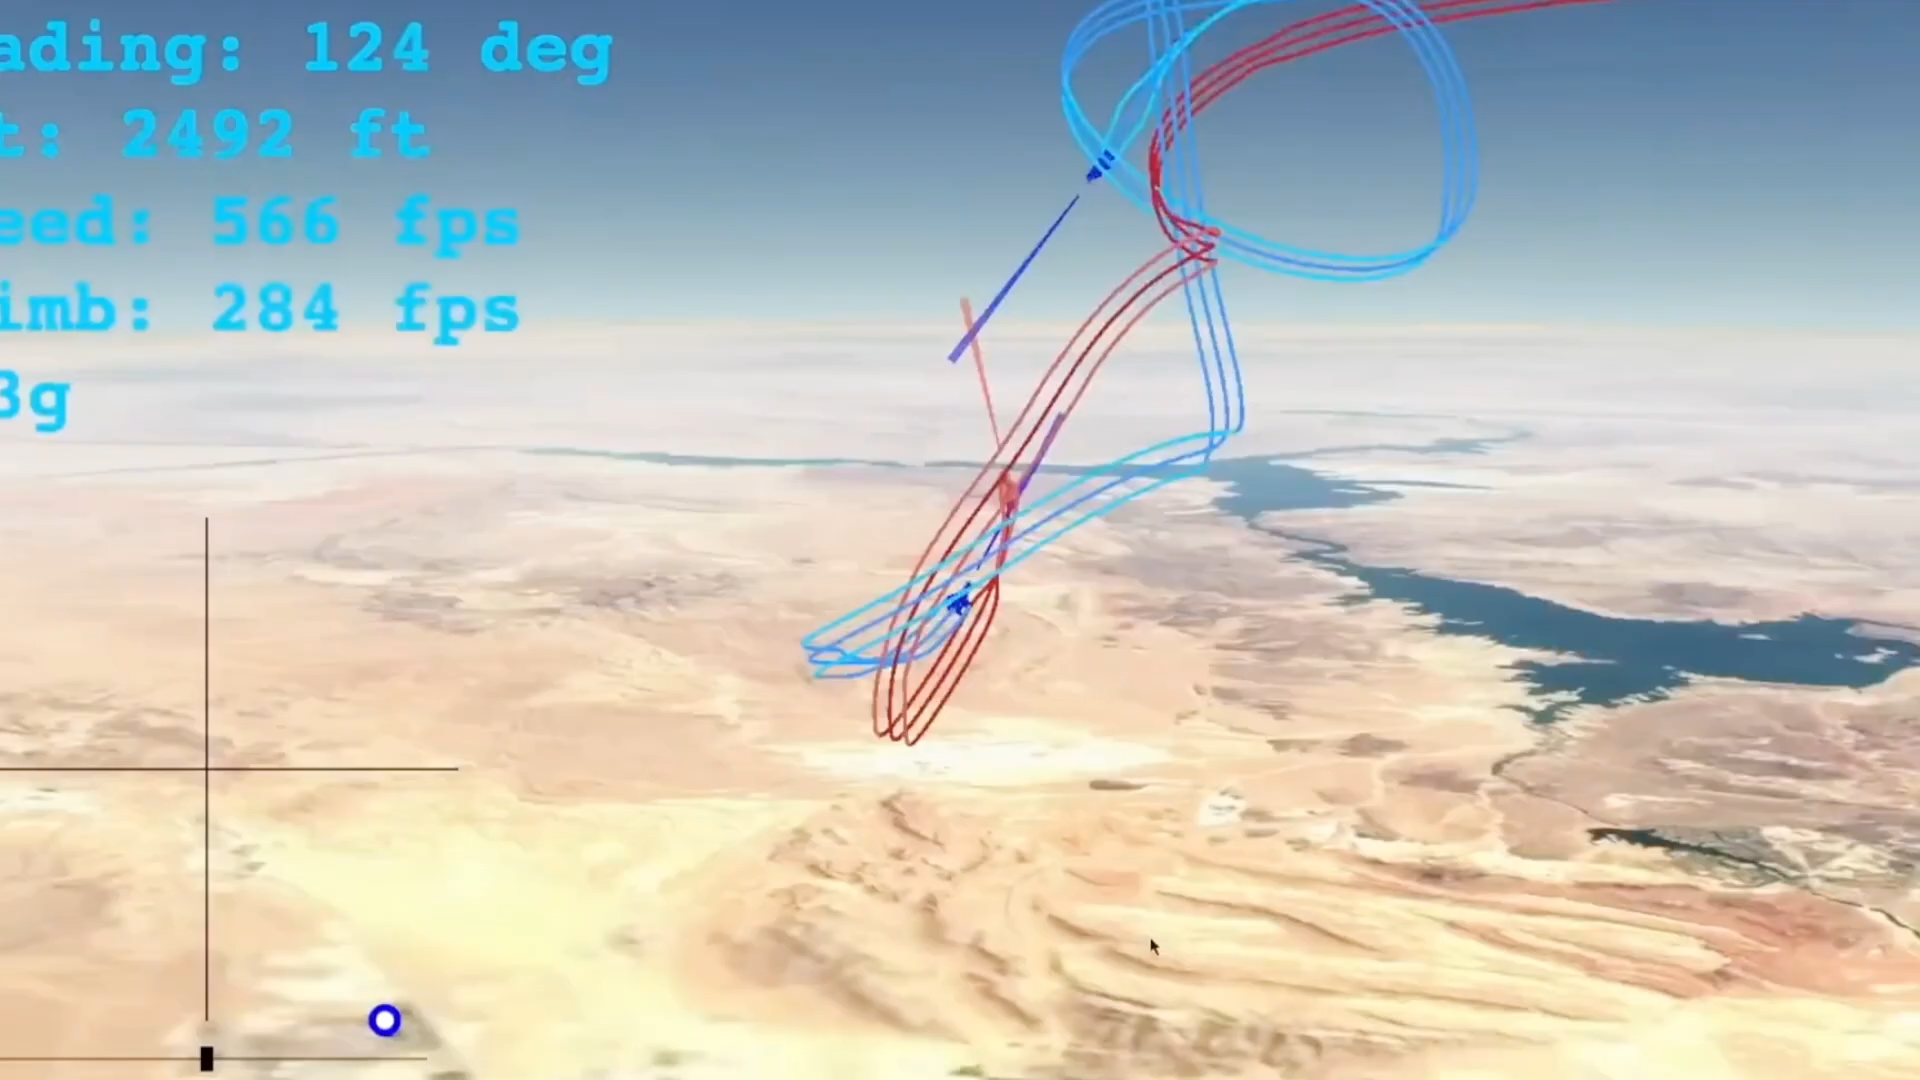 ading: 124 deg
t: 2492 ft
eed: 566 fps
imb: 284 fps
3g